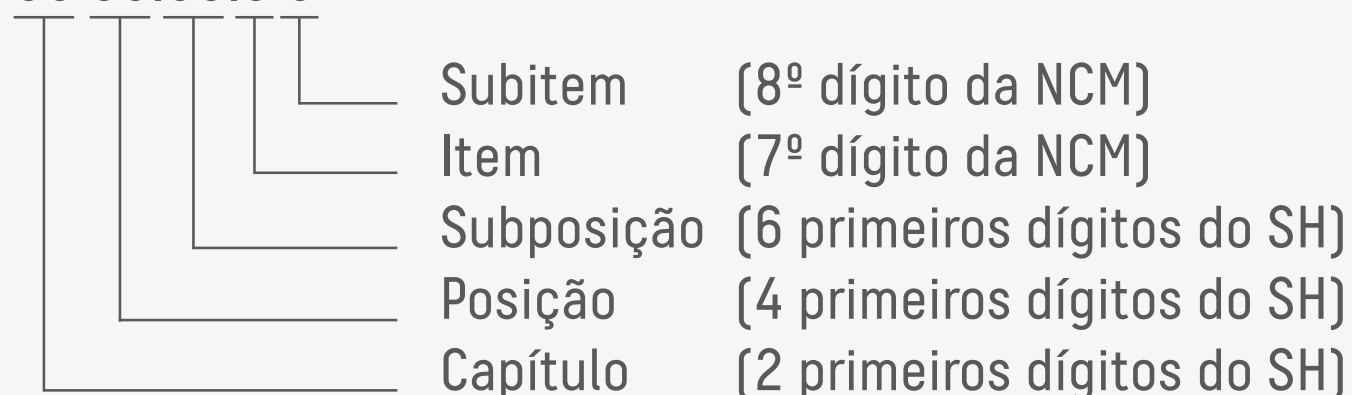 Subitem (8º dígito da NCM)
Item (7º dígito da NCM)
Subposição (6 primeiros dígitos do SH)
Posição (4 primeiros dígitos do SH)
Capítulo (2 primeiros dígitos do SH)